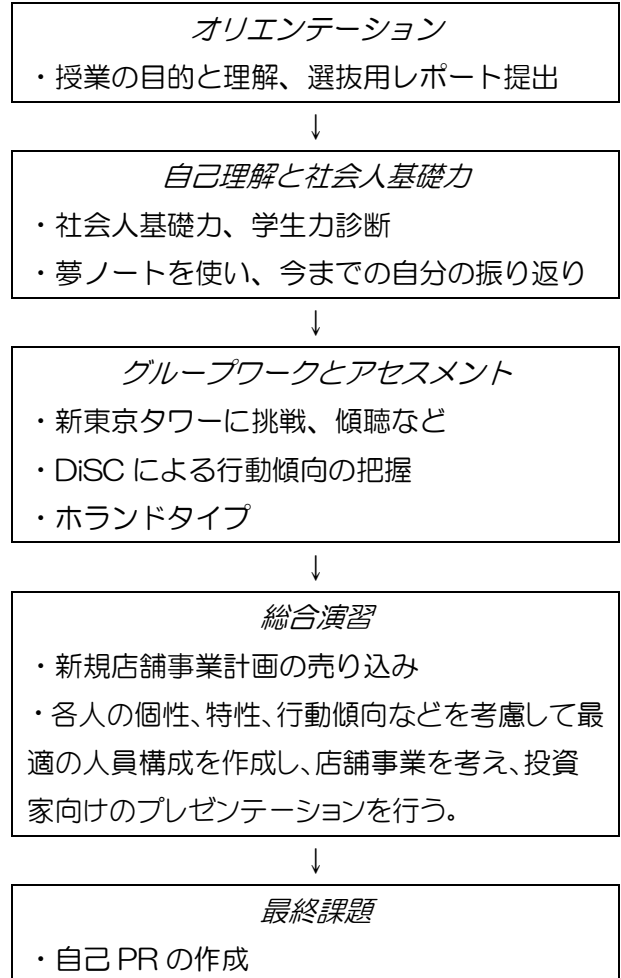 オリエンテーション
・授業の目的と理解、選抜用レポート提出
↓
自己理解と社会人基礎力
・社会人基礎力、学生力診断
・夢ノートを使い、今までの自分の振り返り
↓
グループワークとアセスメント
・新東京タワーに挑戦、傾聴など
・DiSC による行動傾向の把握
・ホランドタイプ
↓
総合演習
・新規店舗事業計画の売り込み
・各人の個性、特性、行動傾向などを考慮して最
適の人員構成を作成し、店舗事業を考え、投資
家向けのプレゼンテーションを行う。
↓
最終課題
・自己 PR の作成